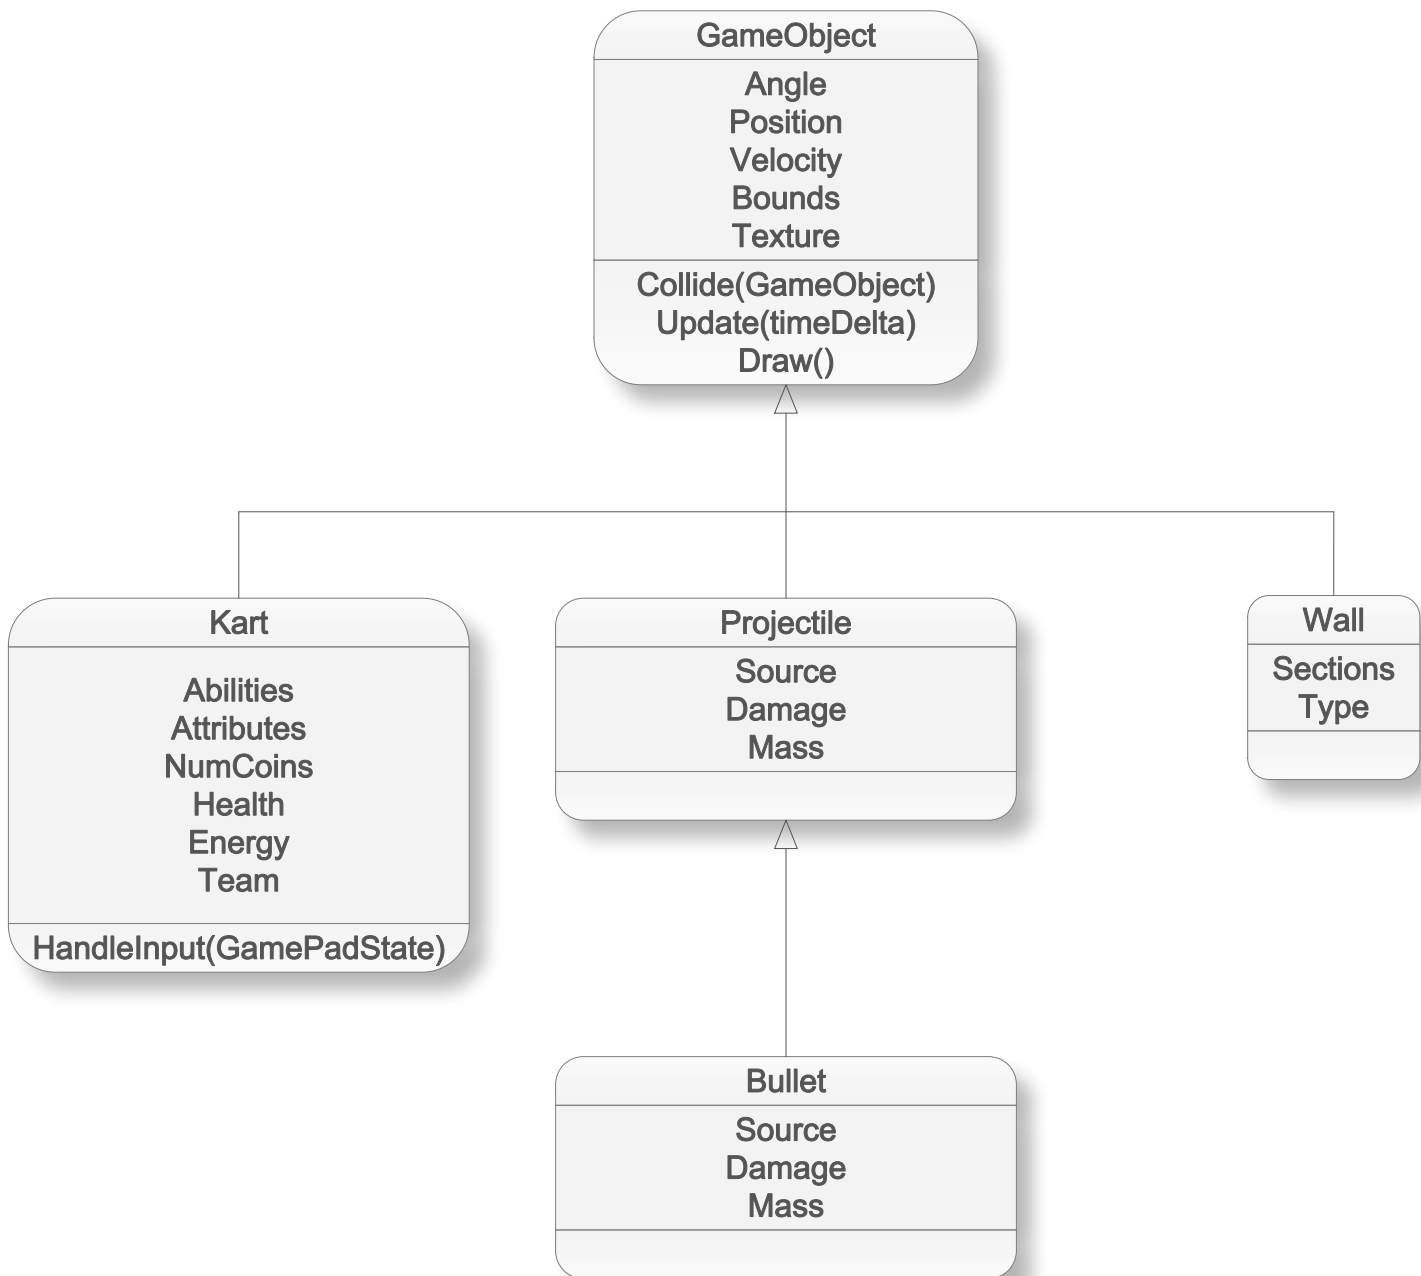 GameObject
Angle
Position
Velocity
Bounds
Texture
Collide(GameObject)
Update(timeDelta)
Draw()
Kart
Abilities
Attributes
NumCoins
Health
Energy
Team
HandleInput(GamePadState)
Projectile
Source
Damage
Mass
Wall
Sections
Type
Bullet
Source
Damage
Mass